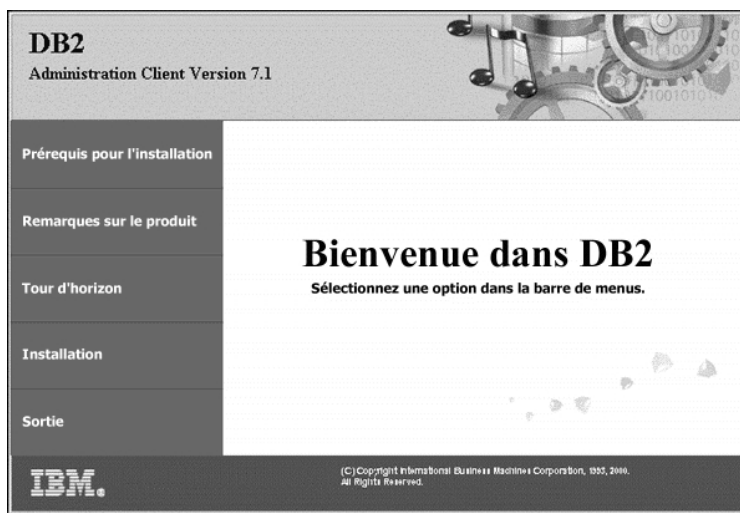 DB2
Administration Client Version 7.1
Prérequis pour l'installation
Remarques sur le produit
Tour d'horizon
Installation
Sortie
Bienvenue dans DB2
Sélectionnez une option dans la barre de menus.
IBM.
(C) Copyright International Business Machines Corporation, 1993, 2000.
All Rights Reserved.